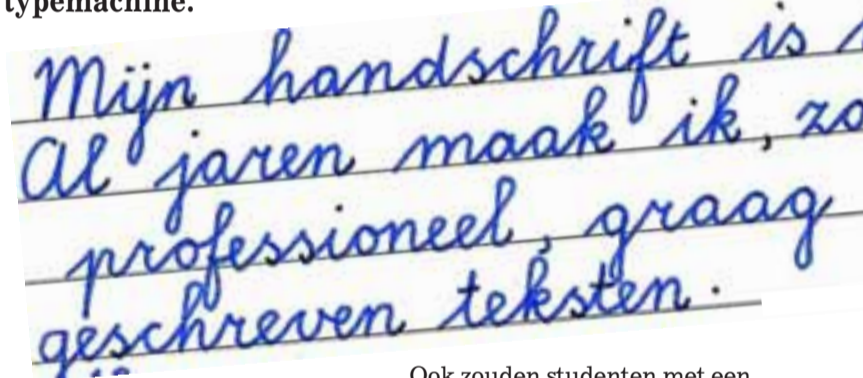 typemachine.
Mijn handschrift is
Al jaren maak ik, zo
professioneel, graag
geschreven teksten.
Ook zouden studenten met een